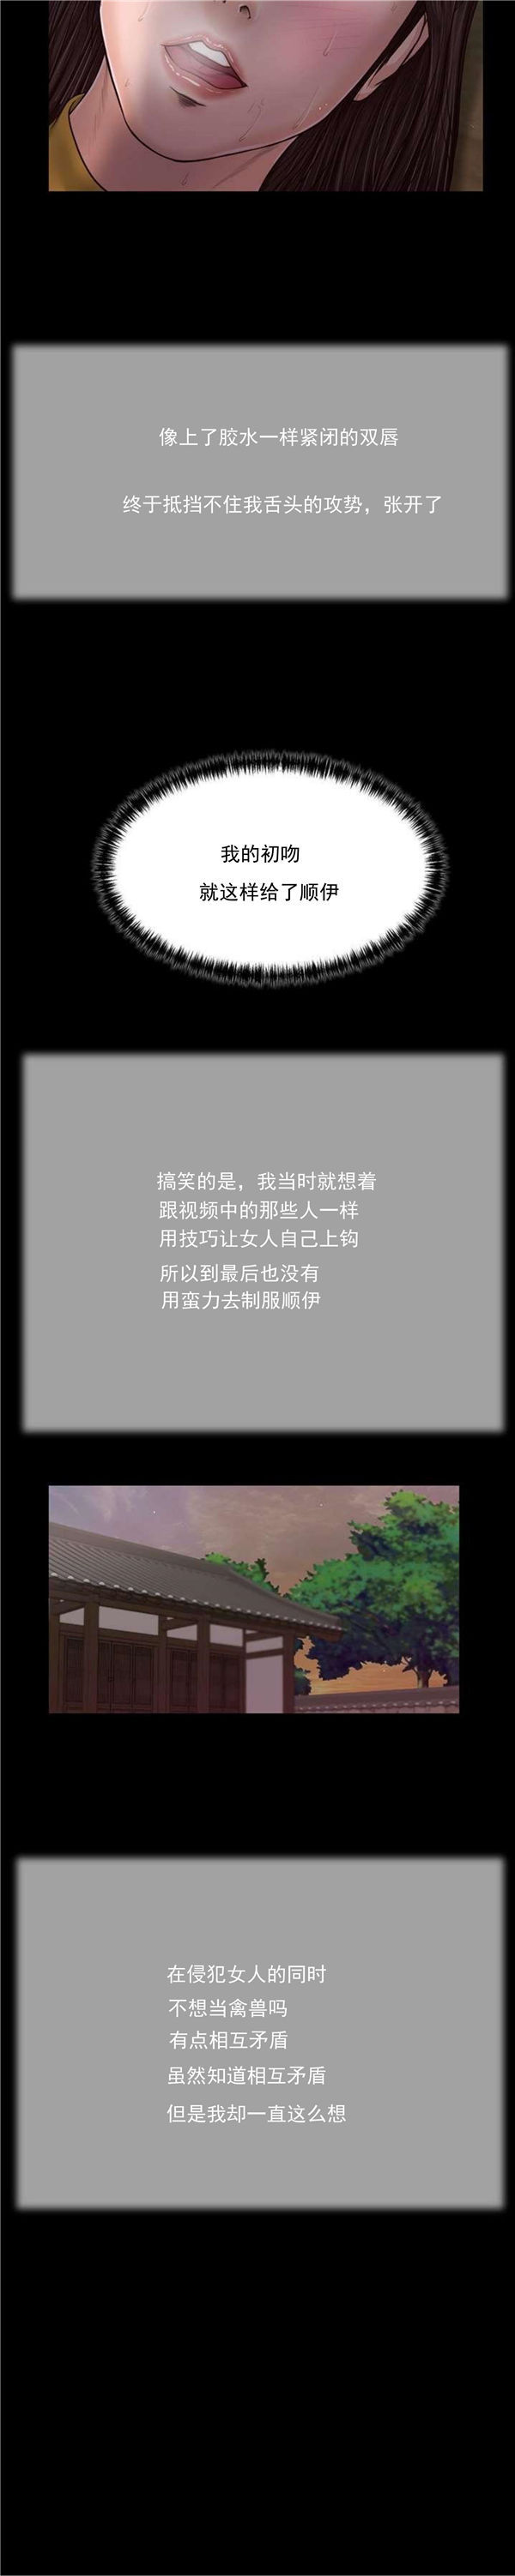 像上了胶水一样紧闭的双唇
终于抵挡不住我舌头的攻势，张开了
我的初吻
就这样给了顺伊
搞笑的是，我当时就想着
跟视频中的那些人一样
用技巧让女人自己上钩
所以到最后也没有
用蛮力去制服顺伊
在侵犯女人的同时
不想当禽兽吗
有点相互矛盾
虽然知道相互矛盾
但是我却一直这么想